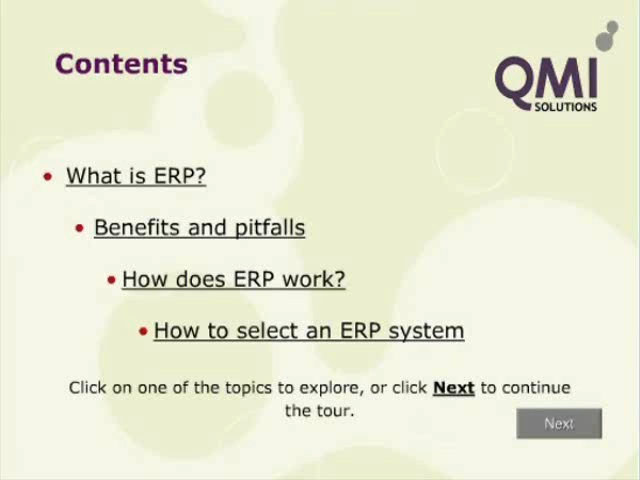 Contents
QMI
SOLUTIONS
• What is ERP?
• Benefits and pitfalls
• How does ERP work?
• How to select an ERP system
Click on one of the topics to explore, or click Next to continue
the tour.
Next